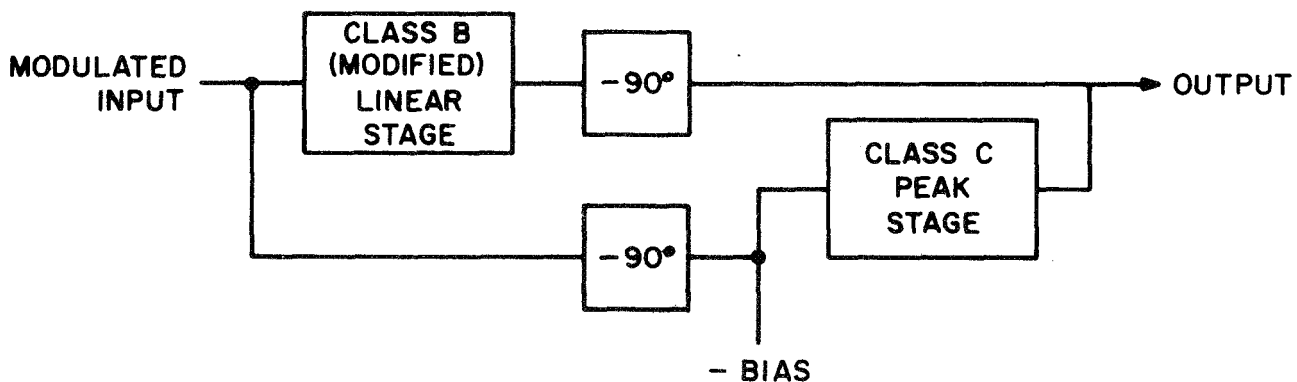 MODULATED
INPUT
CLASS B
(MODIFIED)
LINEAR
STAGE
-90°
OUTPUT
CLASS C
PEAK
STAGE
-90°
- BIAS